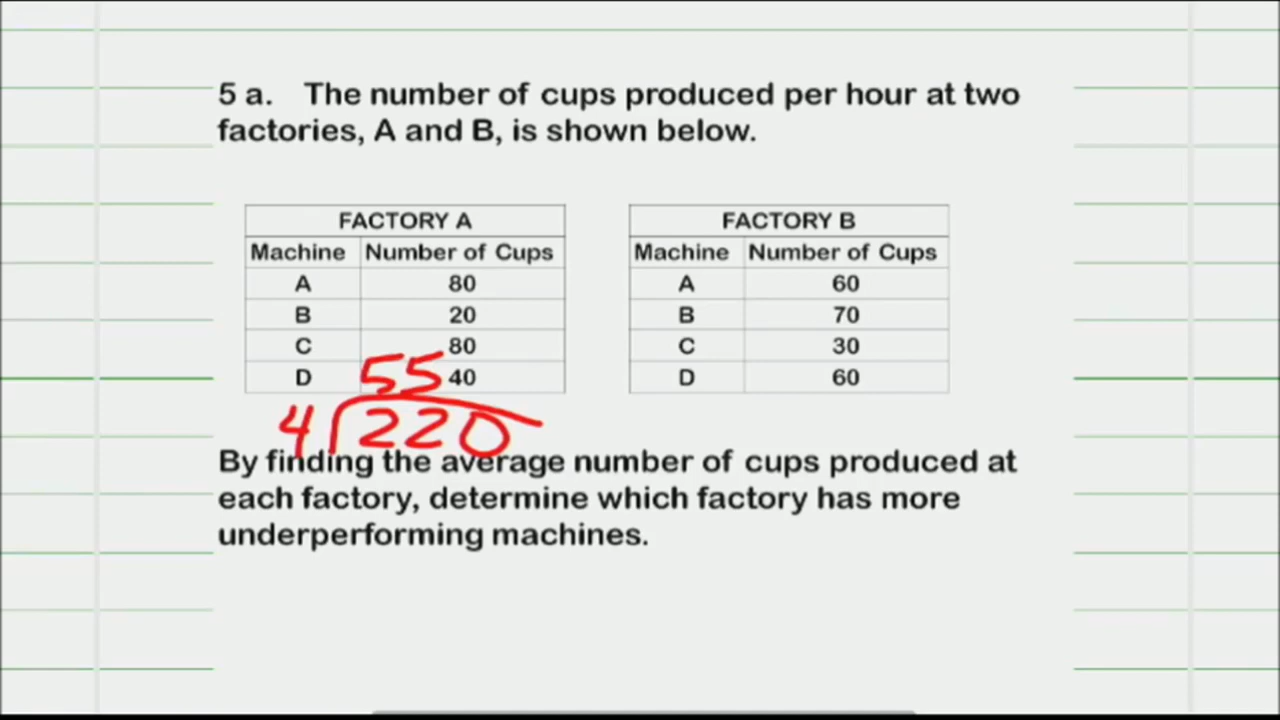 5 a. The number of cups produced per hour at two
factories, A and B, is shown below.
FACTORY A
Machine Number of Cups
A 80
B 20
C 80
D 40
FACTORY B
Machine Number of Cups
A 60
B 70
C 30
D 60
55
4 220
By finding the average number of cups produced at
each factory, determine which factory has more
underperforming machines.